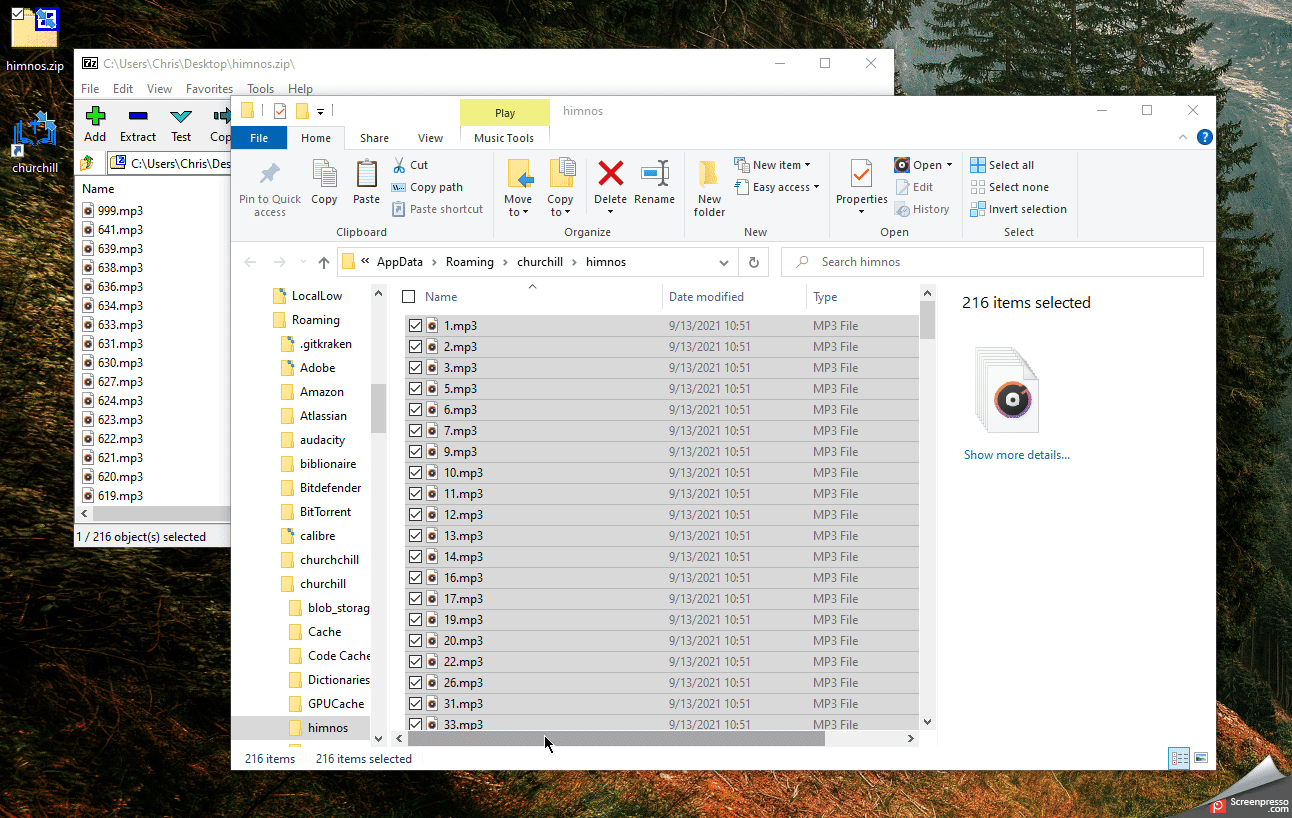 himnos.zip
churchill
C:\Users\Chris\Desktop\himnos.zip\
File Edit View Favorites Tools Help
Add Extract Test Cop
C:\Users\Chris\Des
Name
999.mp3
641.mp3
639.mp3
638.mp3
636.mp3
634.mp3
633.mp3
631.mp3
630.mp3
627.mp3
624.mp3
623.mp3
622.mp3
621.mp3
620.mp3
619.mp3
1 / 216 object(s) selected
Play himnos
File Home Share View Music Tools
Pin to Quick access
Copy
Paste
Cut
Copy path
Paste shortcut
Clipboard
Move to
Copy to
Delete
Rename
Organize
New folder
New item
Easy access
New
Properties
Open
Edit
History
Open
Select all
Select none
Invert selection
Select
« AppData › Roaming › churchill › himnos
Search himnos
LocalLow
Roaming
.gitkraken
Adobe
Amazon
Atlassian
audacity
biblionaire
Bitdefender
BitTorrent
calibre
churchchill
churchill
blob_storag
Cache
Code Cache
Dictionaries
GPUCache
himnos
Name Date modified Type
1.mp3 9/13/2021 10:51 MP3 File
2.mp3 9/13/2021 10:51 MP3 File
3.mp3 9/13/2021 10:51 MP3 File
5.mp3 9/13/2021 10:51 MP3 File
6.mp3 9/13/2021 10:51 MP3 File
7.mp3 9/13/2021 10:51 MP3 File
9.mp3 9/13/2021 10:51 MP3 File
10.mp3 9/13/2021 10:51 MP3 File
11.mp3 9/13/2021 10:51 MP3 File
12.mp3 9/13/2021 10:51 MP3 File
13.mp3 9/13/2021 10:51 MP3 File
14.mp3 9/13/2021 10:51 MP3 File
16.mp3 9/13/2021 10:51 MP3 File
17.mp3 9/13/2021 10:51 MP3 File
19.mp3 9/13/2021 10:51 MP3 File
20.mp3 9/13/2021 10:51 MP3 File
22.mp3 9/13/2021 10:51 MP3 File
26.mp3 9/13/2021 10:51 MP3 File
31.mp3 9/13/2021 10:51 MP3 File
33.mp3 9/13/2021 10:51 MP3 File
216 items selected
Show more details...
216 items 216 items selected
Screenpresso
.com